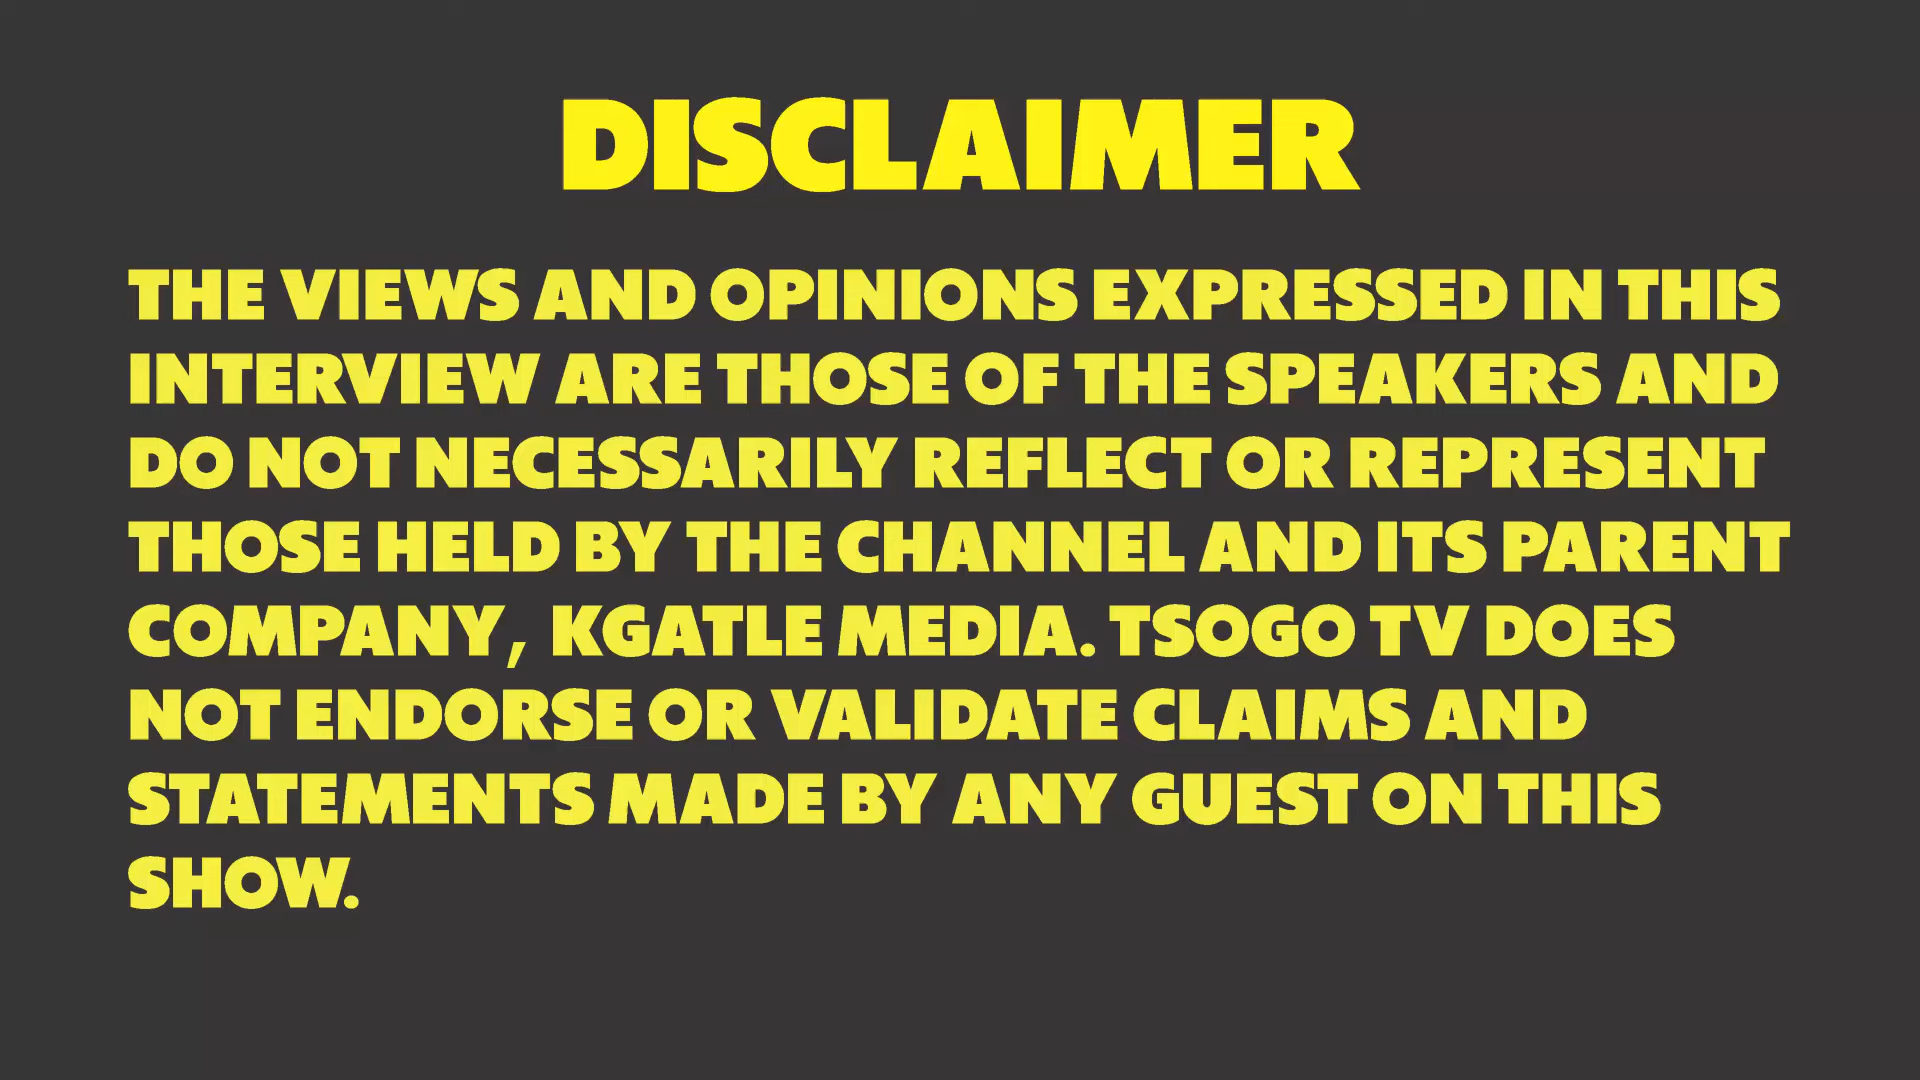 DISCLAIMER
THE VIEWS AND OPINIONS EXPRESSED IN THIS
INTERVIEW ARE THOSE OF THE SPEAKERS AND
DO NOT NECESSARILY REFLECT OR REPRESENT
THOSE HELD BY THE CHANNEL AND ITS PARENT
COMPANY, KGATLE MEDIA. TSOGO TV DOES
NOT ENDORSE OR VALIDATE CLAIMS AND
STATEMENTS MADE BY ANY GUEST ON THIS
SHOW.